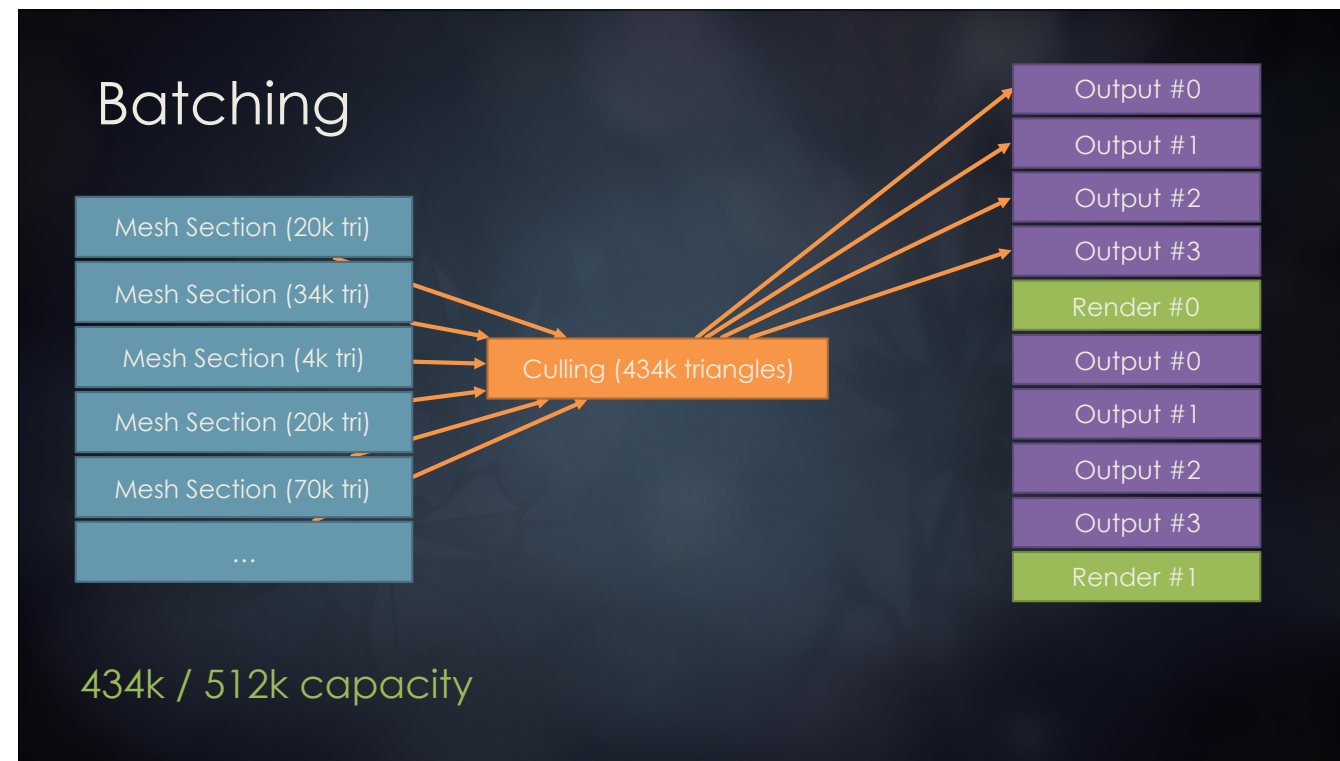 Batching
Mesh Section (20k tri)
Mesh Section (34k tri)
Mesh Section (4k tri)
Mesh Section (20k tri)
Mesh Section (70k tri)
...
434k / 512k capacity
Culling (434k triangles)
Output #0
Output #1
Output #2
Output #3
Render #0
Output #0
Output #1
Output #2
Output #3
Render #1